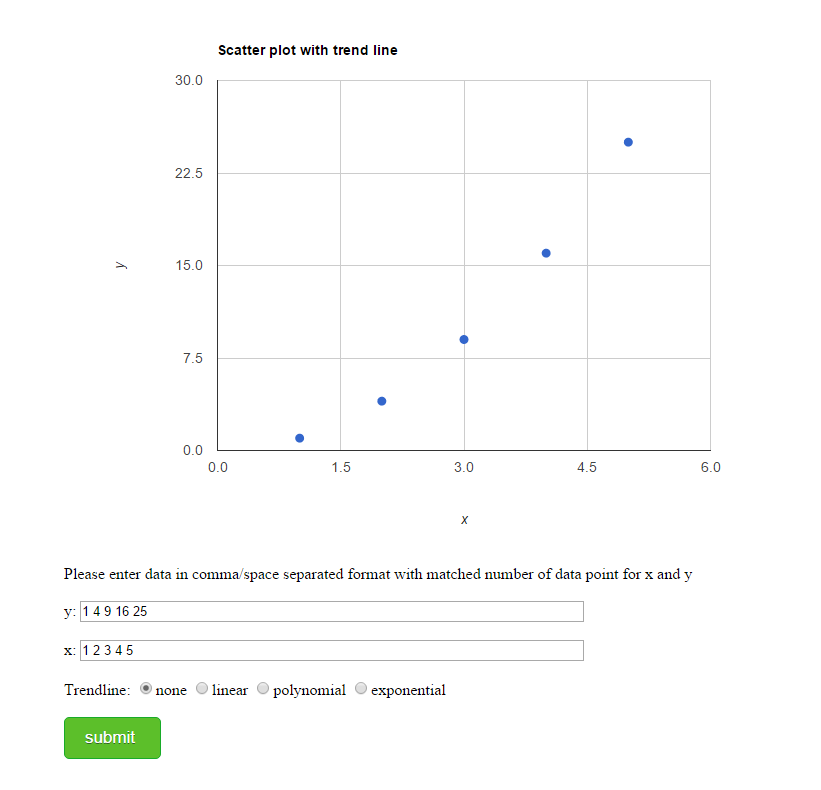 Scatter plot with trend line
30.0
22.5
15.0
7.5
0.0
0.0 1.5 3.0 4.5 6.0
y
x
Please enter data in comma/space separated format with matched number of data point for x and y
y: 1 4 9 16 25
x: 1 2 3 4 5
Trendline: none linear polynomial exponential
submit